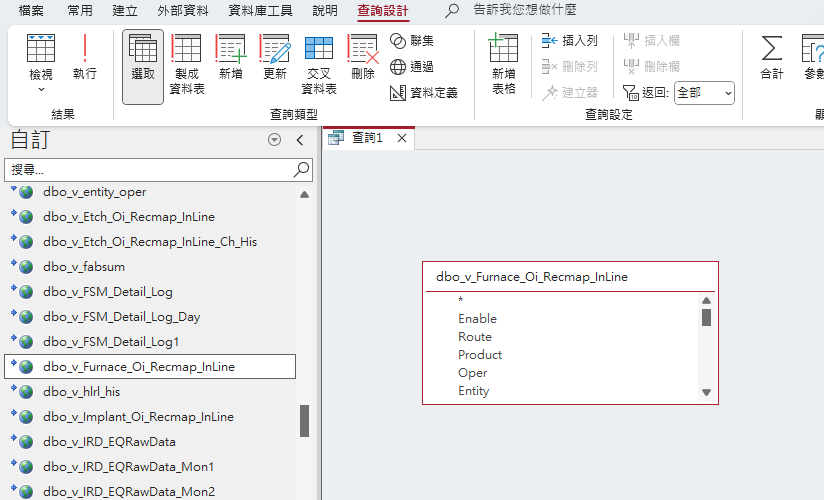 檔案 常用 建立 外部資料 資料庫工具 說明 查詢設計 告訴我您想做什麼
檢視 執行 選取 製成資料表 新增 更新 交叉資料表 刪除
聯集
通過
資料定義
新增表格
插入列 插入欄
刪除列 刪除欄
建立器 返回: 全部
合計
結果 查詢類型 查詢設定
自訂
搜尋...
查詢1
dbo_v_entity_oper
dbo_v_Etch_Oi_Recmap_InLine
dbo_v_Etch_Oi_Recmap_InLine_Ch_His
dbo_v_fabsum
dbo_v_FSM_Detail_Log
dbo_v_FSM_Detail_Log_Day
dbo_v_FSM_Detail_Log1
dbo_v_Furnace_Oi_Recmap_InLine
dbo_v_hlrl_his
dbo_v_Implant_Oi_Recmap_InLine
dbo_v_IRD_EQRawData
dbo_v_IRD_EQRawData_Mon1
dbo_v_IRD_EQRawData_Mon2
dbo_v_Furnace_Oi_Recmap_InLine
*
Enable
Route
Product
Oper
Entity